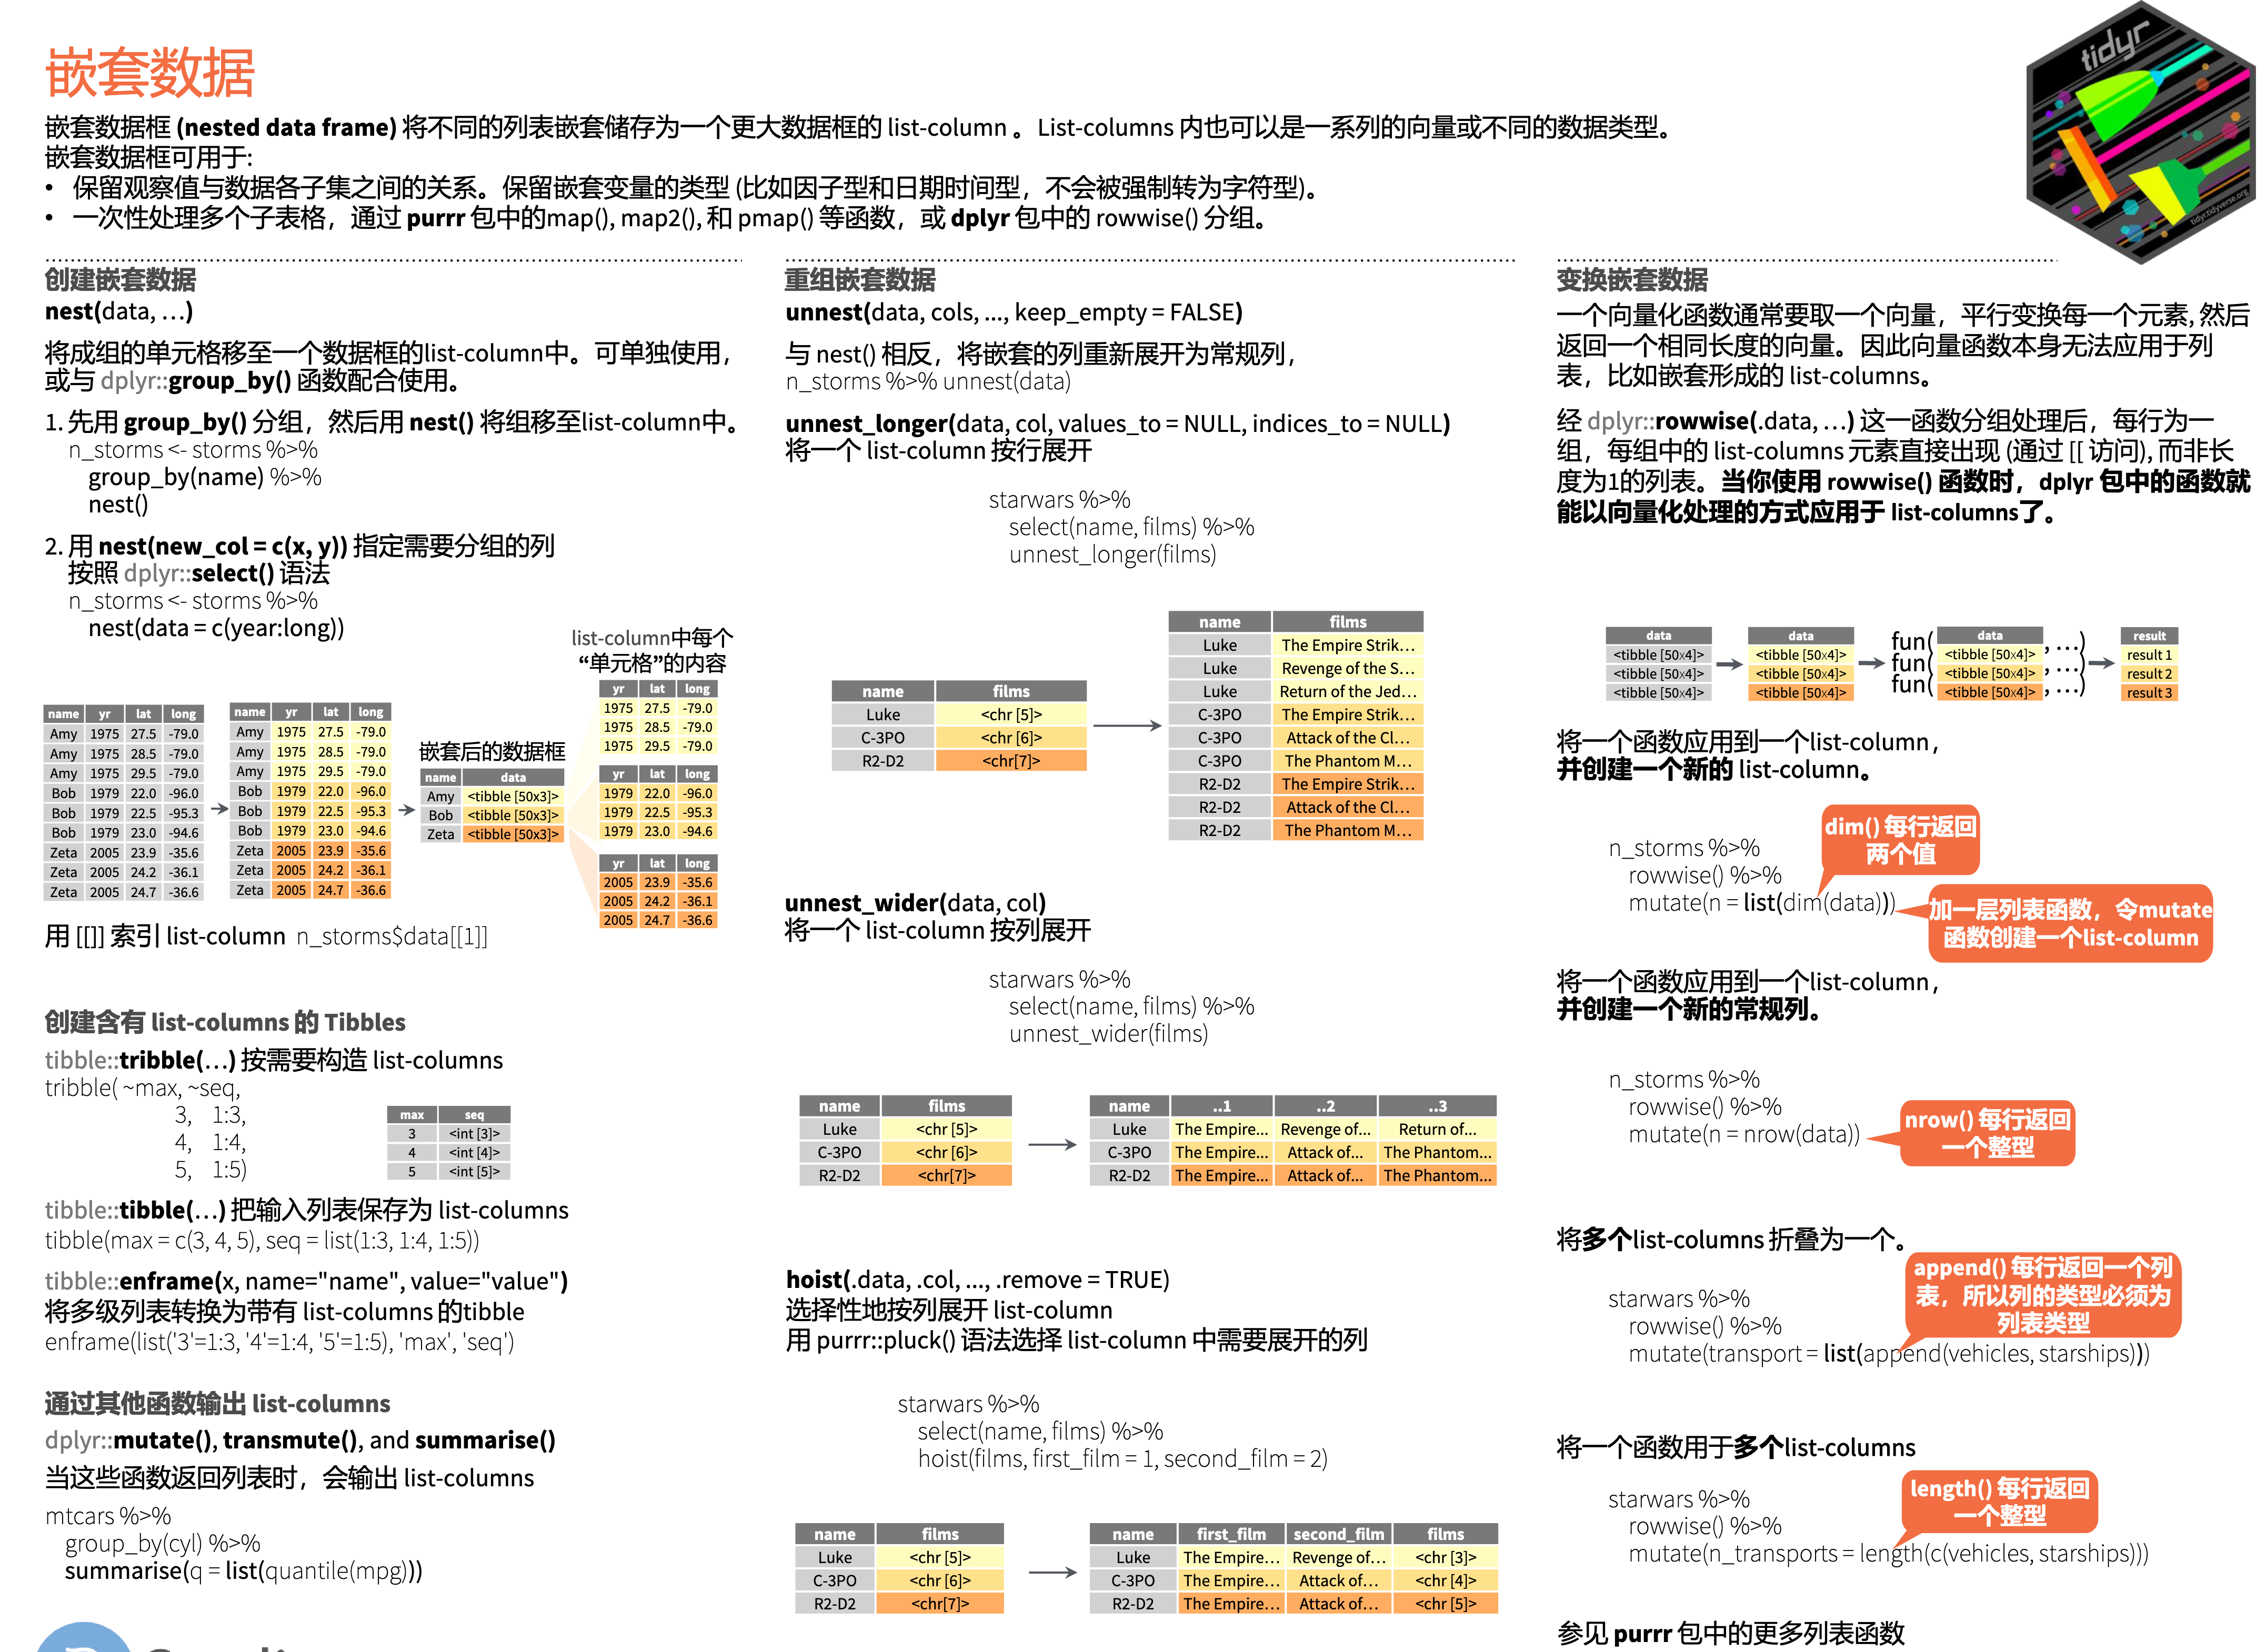 嵌套数据
嵌套数据框 (nested data frame) 将不同的列表嵌套储存为一个更大数据框的 list-column 。List-columns 内也可以是一系列的向量或不同的数据类型。
嵌套数据框可用于:
• 保留观察值与数据各子集之间的关系。保留嵌套变量的类型 (比如因子型和日期时间型，不会被强制转为字符型)。
• 一次性处理多个子表格，通过 purrr 包中的map(), map2(), 和 pmap() 等函数，或 dplyr 包中的 rowwise() 分组。
tidyr
tidyr.tidyverse.org
创建嵌套数据
nest(data, …)
将成组的单元格移至一个数据框的list-column中。可单独使用，
或与 dplyr::group_by() 函数配合使用。
1. 先用 group_by() 分组，然后用 nest() 将组移至list-column中。
n_storms <- storms %>%
group_by(name) %>%
nest()
2. 用 nest(new_col = c(x, y)) 指定需要分组的列
按照 dplyr::select() 语法
n_storms <- storms %>%
nest(data = c(year:long))
name yr lat long
Amy 1975 27.5 -79.0
Amy 1975 28.5 -79.0
Amy 1975 29.5 -79.0
Bob 1979 22.0 -96.0
Bob 1979 22.5 -95.3
Bob 1979 23.0 -94.6
Zeta 2005 23.9 -35.6
Zeta 2005 24.2 -36.1
Zeta 2005 24.7 -36.6
name yr lat long
Amy 1975 27.5 -79.0
Amy 1975 28.5 -79.0
Amy 1975 29.5 -79.0
Bob 1979 22.0 -96.0
Bob 1979 22.5 -95.3
Bob 1979 23.0 -94.6
Zeta 2005 23.9 -35.6
Zeta 2005 24.2 -36.1
Zeta 2005 24.7 -36.6
嵌套后的数据框
name data
Amy <tibble [50x3]>
Bob <tibble [50x3]>
Zeta <tibble [50x3]>
list-column中每个
“单元格”的内容
yr lat long
1975 27.5 -79.0
1975 28.5 -79.0
1975 29.5 -79.0
yr lat long
1979 22.0 -96.0
1979 22.5 -95.3
1979 23.0 -94.6
yr lat long
2005 23.9 -35.6
2005 24.2 -36.1
2005 24.7 -36.6
用 [[]] 索引 list-column n_storms$data[[1]]
创建含有 list-columns 的 Tibbles
tibble::tribble(…) 按需要构造 list-columns
tribble( ~max, ~seq,
3, 1:3,
4, 1:4,
5, 1:5)
max seq
3 <int [3]>
4 <int [4]>
5 <int [5]>
tibble::tibble(…) 把输入列表保存为 list-columns
tibble(max = c(3, 4, 5), seq = list(1:3, 1:4, 1:5))
tibble::enframe(x, name="name", value="value")
将多级列表转换为带有 list-columns 的tibble
enframe(list('3'=1:3, '4'=1:4, '5'=1:5), 'max', 'seq')
通过其他函数输出 list-columns
dplyr::mutate(), transmute(), and summarise()
当这些函数返回列表时，会输出 list-columns
mtcars %>%
group_by(cyl) %>%
summarise(q = list(quantile(mpg)))
重组嵌套数据
unnest(data, cols, ..., keep_empty = FALSE)
与 nest() 相反，将嵌套的列重新展开为常规列，
n_storms %>% unnest(data)
unnest_longer(data, col, values_to = NULL, indices_to = NULL)
将一个 list-column 按行展开
starwars %>%
select(name, films) %>%
unnest_longer(films)
name films
Luke <chr [5]>
C-3PO <chr [6]>
R2-D2 <chr[7]>
name films
Luke The Empire Strik…
Luke Revenge of the S…
Luke Return of the Jed…
C-3PO The Empire Strik…
C-3PO Attack of the Cl…
C-3PO The Phantom M…
R2-D2 The Empire Strik…
R2-D2 Attack of the Cl…
R2-D2 The Phantom M…
unnest_wider(data, col)
将一个 list-column 按列展开
starwars %>%
select(name, films) %>%
unnest_wider(films)
name films
Luke <chr [5]>
C-3PO <chr [6]>
R2-D2 <chr[7]>
name ..1 ..2 ..3
Luke The Empire... Revenge of... Return of...
C-3PO The Empire... Attack of... The Phantom...
R2-D2 The Empire... Attack of... The Phantom...
hoist(.data, .col, ..., .remove = TRUE)
选择性地按列展开 list-column
用 purrr::pluck() 语法选择 list-column 中需要展开的列
starwars %>%
select(name, films) %>%
hoist(films, first_film = 1, second_film = 2)
name films
Luke <chr [5]>
C-3PO <chr [6]>
R2-D2 <chr[7]>
name first_film second_film films
Luke The Empire… Revenge of… <chr [3]>
C-3PO The Empire… Attack of… <chr [4]>
R2-D2 The Empire… Attack of… <chr [5]>
变换嵌套数据
一个向量化函数通常要取一个向量，平行变换每一个元素, 然后
返回一个相同长度的向量。因此向量函数本身无法应用于列
表，比如嵌套形成的 list-columns。
经 dplyr::rowwise(.data, …) 这一函数分组处理后，每行为一
组，每组中的 list-columns 元素直接出现 (通过 [[ 访问), 而非长
度为1的列表。当你使用 rowwise() 函数时，dplyr 包中的函数就
能以向量化处理的方式应用于 list-columns了。
data
<tibble [50x4]>
<tibble [50x4]>
<tibble [50x4]>
data
<tibble [50x4]>
<tibble [50x4]>
<tibble [50x4]>
data
fun( <tibble [50x4]> , …)
fun( <tibble [50x4]> , …)
fun( <tibble [50x4]> , …)
result
result 1
result 2
result 3
将一个函数应用到一个list-column，
并创建一个新的 list-column。
dim() 每行返回
两个值
n_storms %>%
rowwise() %>%
mutate(n = list(dim(data)))
加一层列表函数，令mutate
函数创建一个list-column
将一个函数应用到一个list-column，
并创建一个新的常规列。
n_storms %>%
rowwise() %>%
mutate(n = nrow(data))
nrow() 每行返回
一个整型
将多个list-columns 折叠为一个。
append() 每行返回一个列
表，所以列的类型必须为
列表类型
starwars %>%
rowwise() %>%
mutate(transport = list(append(vehicles, starships)))
将一个函数用于多个list-columns
length() 每行返回
一个整型
starwars %>%
rowwise() %>%
mutate(n_transports = length(c(vehicles, starships)))
参见 purrr 包中的更多列表函数